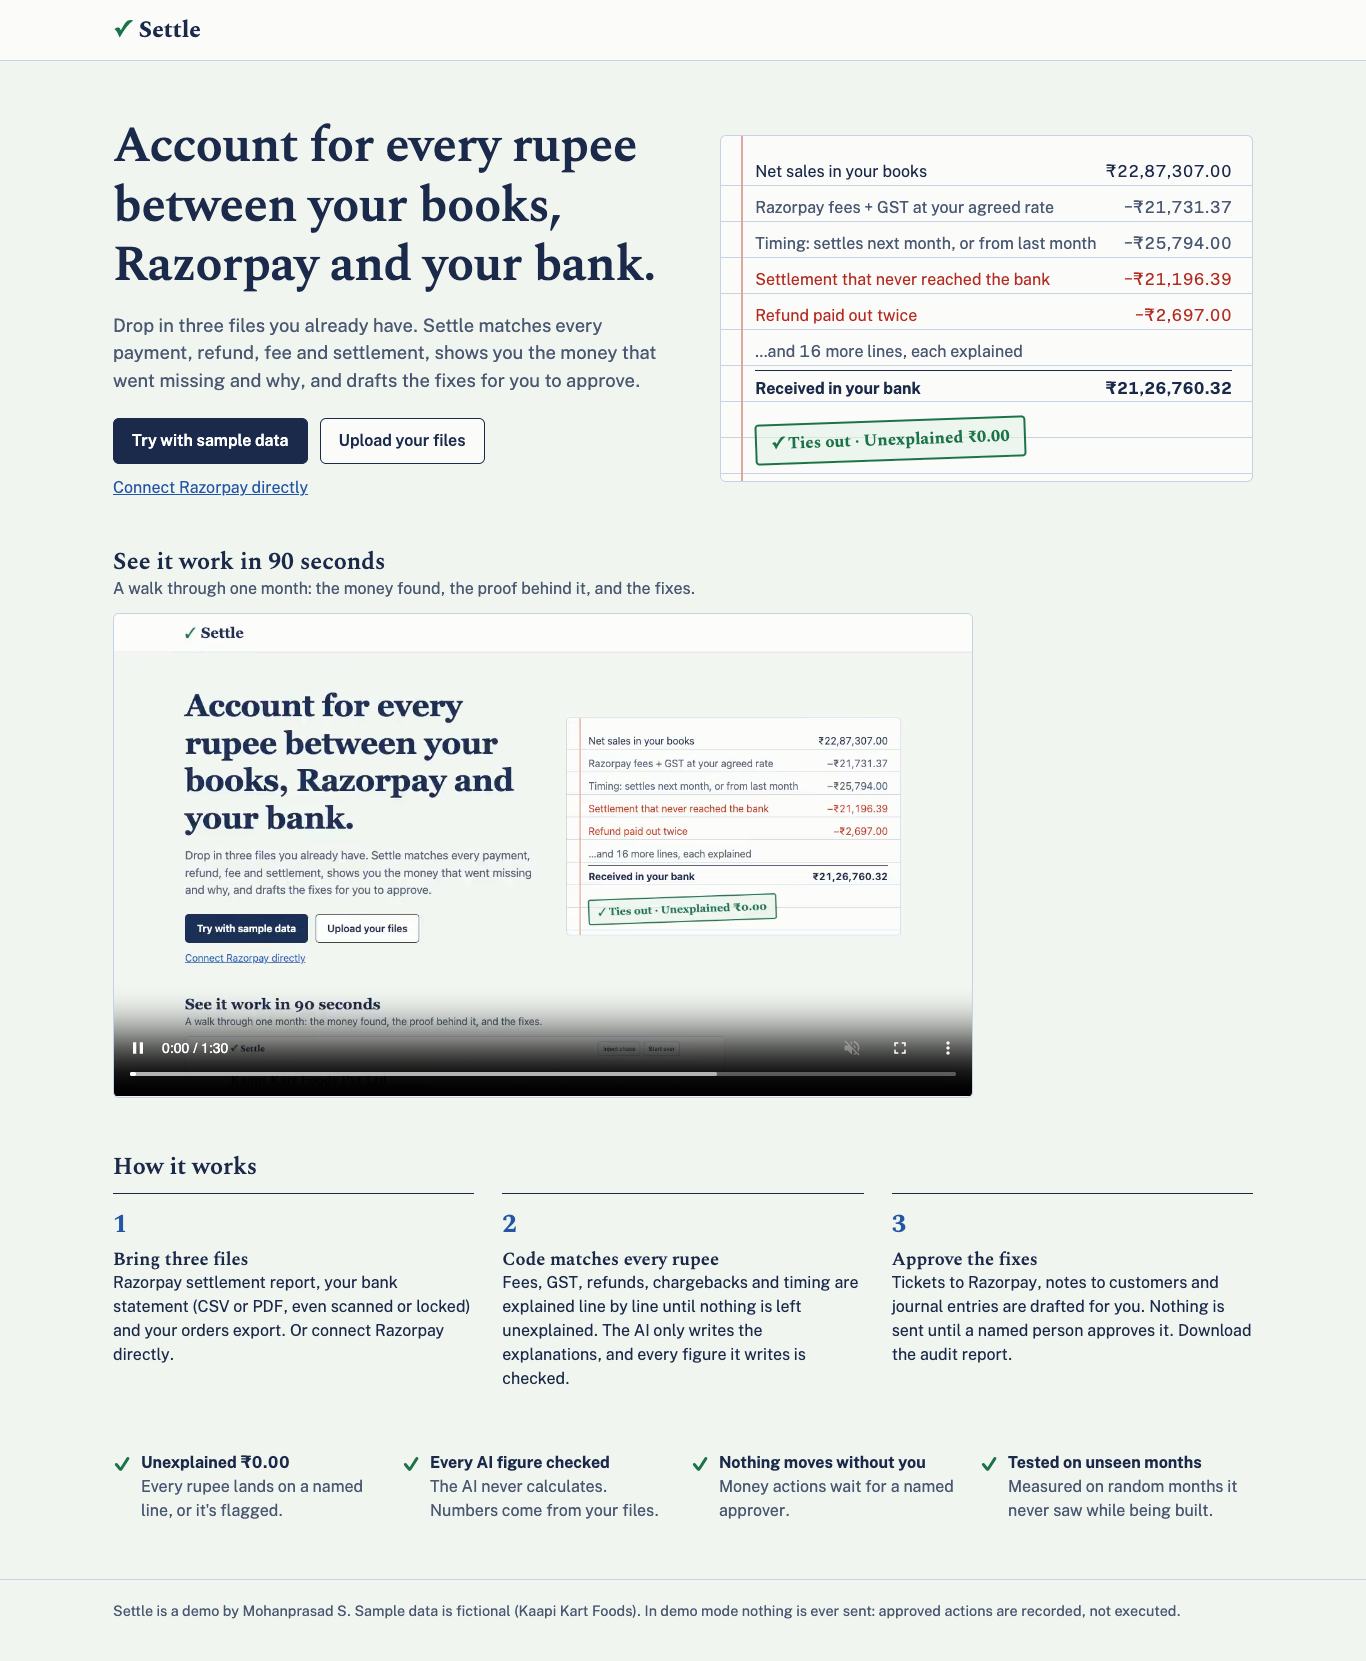 ✓ Settle
Account for every rupee
between your books,
Razorpay and your bank.
Drop in three files you already have. Settle matches every
payment, refund, fee and settlement, shows you the money that
went missing and why, and drafts the fixes for you to approve.
Try with sample data
Upload your files
Connect Razorpay directly
Net sales in your books ₹22,87,307.00
Razorpay fees + GST at your agreed rate −₹21,731.37
Timing: settles next month, or from last month −₹25,794.00
Settlement that never reached the bank −₹21,196.39
Refund paid out twice −₹2,697.00
…and 16 more lines, each explained
Received in your bank ₹21,26,760.32
✓ Ties out · Unexplained ₹0.00
See it work in 90 seconds
A walk through one month: the money found, the proof behind it, and the fixes.
✓ Settle
Account for every
rupee between your
books, Razorpay and
your bank.
Drop in three files you already have. Settle matches every payment,
refund, fee and settlement, shows you the money that went missing
and why, and drafts the fixes for you to approve.
Try with sample data
Upload your files
Connect Razorpay directly
Net sales in your books ₹22,87,307.00
Razorpay fees + GST at your agreed rate −₹21,731.37
Timing: settles next month, or from last month −₹25,794.00
Settlement that never reached the bank −₹21,196.39
Refund paid out twice −₹2,697.00
…and 16 more lines, each explained
Received in your bank ₹21,26,760.32
✓ Ties out · Unexplained ₹0.00
See it work in 90 seconds
A walk through one month: the money found, the proof behind it, and the fixes.
✓ Settle
Start over
Kaapi Kart Foods Pvt Ltd
0:00 / 1:30
How it works
1
Bring three files
Razorpay settlement report, your bank
statement (CSV or PDF, even scanned or locked)
and your orders export. Or connect Razorpay
directly.
2
Code matches every rupee
Fees, GST, refunds, chargebacks and timing are
explained line by line until nothing is left
unexplained. The AI only writes the
explanations, and every figure it writes is
checked.
3
Approve the fixes
Tickets to Razorpay, notes to customers and
journal entries are drafted for you. Nothing is
sent until a named person approves it. Download
the audit report.
Unexplained ₹0.00
Every rupee lands on a named
line, or it's flagged.
Every AI figure checked
The AI never calculates.
Numbers come from your files.
Nothing moves without you
Money actions wait for a named
approver.
Tested on unseen months
Measured on random months it
never saw while being built.
Settle is a demo by Mohanprasad S. Sample data is fictional (Kaapi Kart Foods). In demo mode nothing is ever sent: approved actions are recorded, not executed.